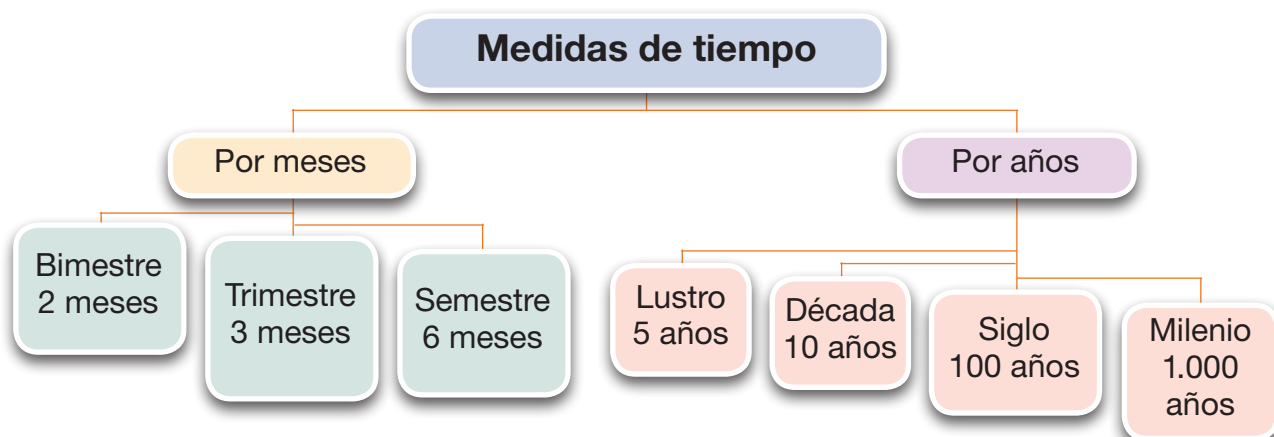 Medidas de tiempo
Por meses
Por años
Bimestre
2 meses
Trimestre
3 meses
Semestre
6 meses
Lustro
5 años
Década
10 años
Siglo
100 años
Milenio
1.000
años